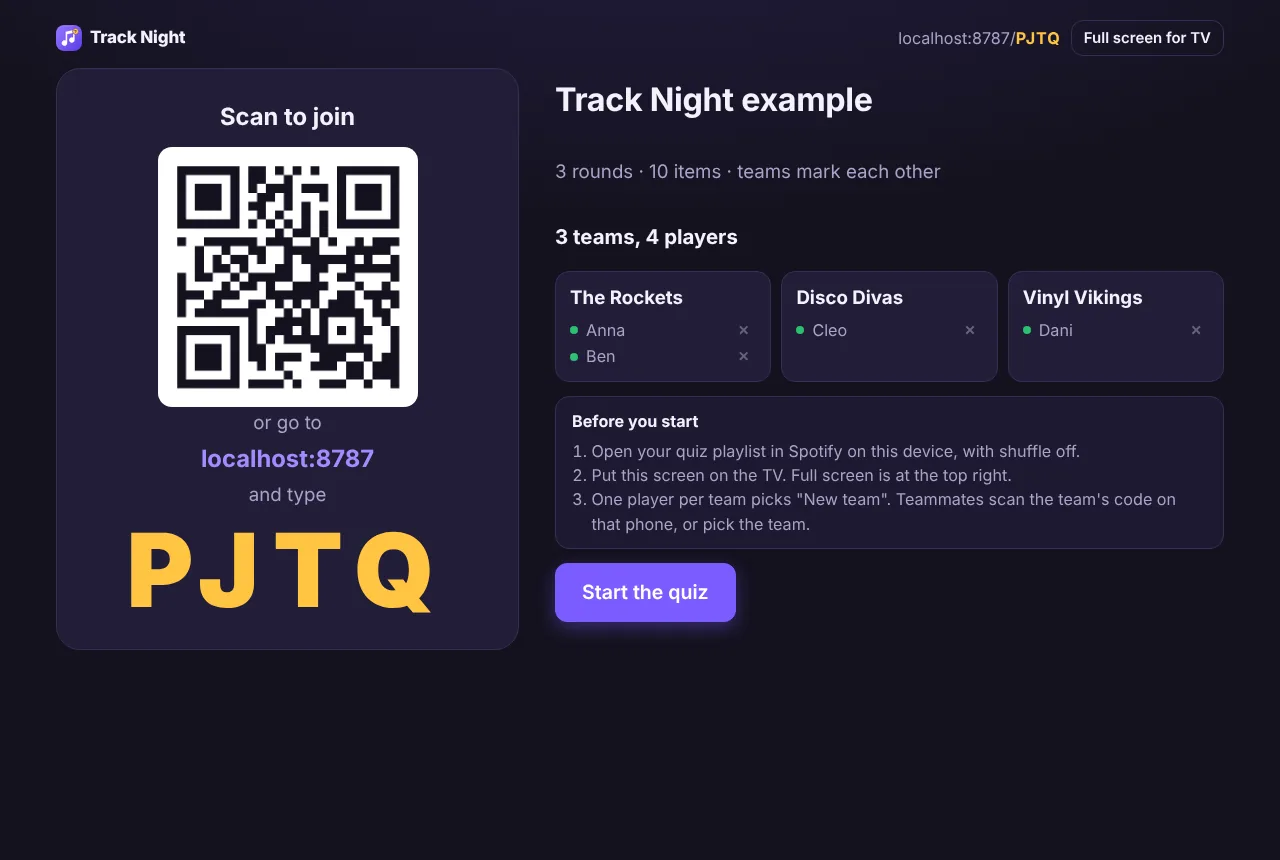 Track Night
localhost:8787/PJTQ
Full screen for TV
Scan to join
or go to
localhost:8787
and type
PJTQ
Track Night example
3 rounds · 10 items · teams mark each other
3 teams, 4 players
The Rockets
Anna ×
Ben ×
Disco Divas
Cleo ×
Vinyl Vikings
Dani ×
Before you start
1. Open your quiz playlist in Spotify on this device, with shuffle off.
2. Put this screen on the TV. Full screen is at the top right.
3. One player per team picks "New team". Teammates scan the team's code on
that phone, or pick the team.
Start the quiz